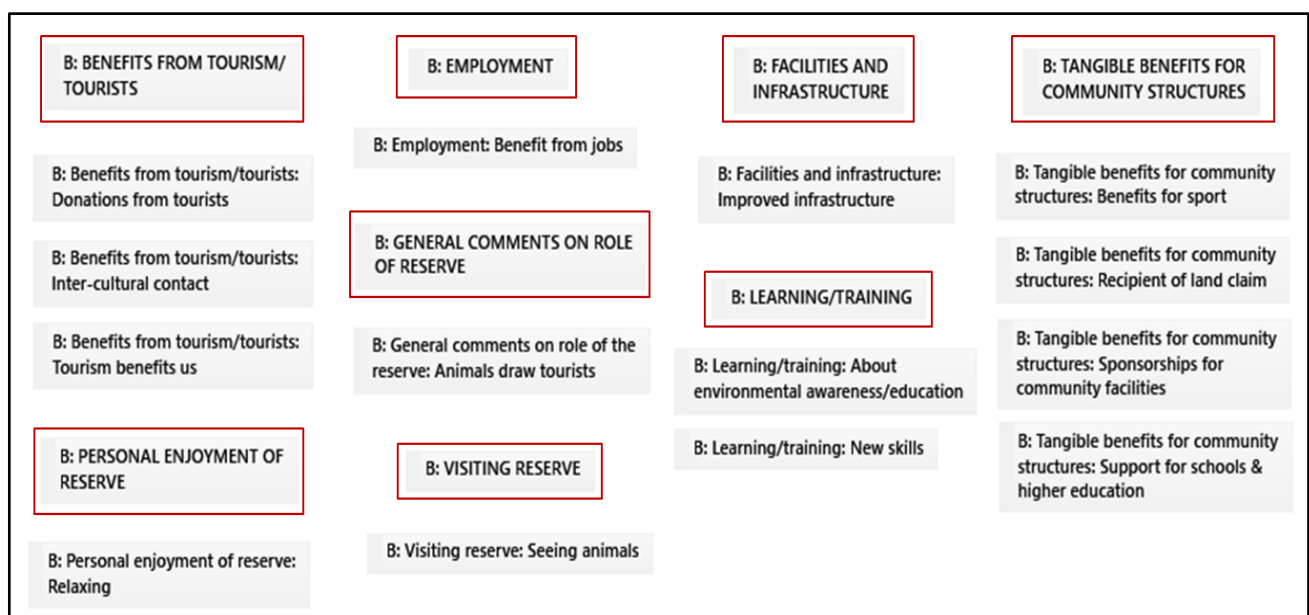 B: BENEFITS FROM TOURISM/
TOURISTS
B: Benefits from tourism/tourists:
Donations from tourists
B: Benefits from tourism/tourists:
Inter-cultural contact
B: Benefits from tourism/tourists:
Tourism benefits us
B: PERSONAL ENJOYMENT OF
RESERVE
B: Personal enjoyment of reserve:
Relaxing
B: EMPLOYMENT
B: Employment: Benefit from jobs
B: GENERAL COMMENTS ON ROLE
OF RESERVE
B: General comments on role of the
reserve: Animals draw tourists
B: VISITING RESERVE
B: Visiting reserve: Seeing animals
B: FACILITIES AND
INFRASTRUCTURE
B: Facilities and infrastructure:
Improved infrastructure
B: LEARNING/TRAINING
B: Learning/training: About
environmental awareness/education
B: Learning/training: New skills
B: TANGIBLE BENEFITS FOR
COMMUNITY STRUCTURES
B: Tangible benefits for community
structures: Benefits for sport
B: Tangible benefits for community
structures: Recipient of land claim
B: Tangible benefits for community
structures: Sponsorships for
community facilities
B: Tangible benefits for community
structures: Support for schools &
higher education